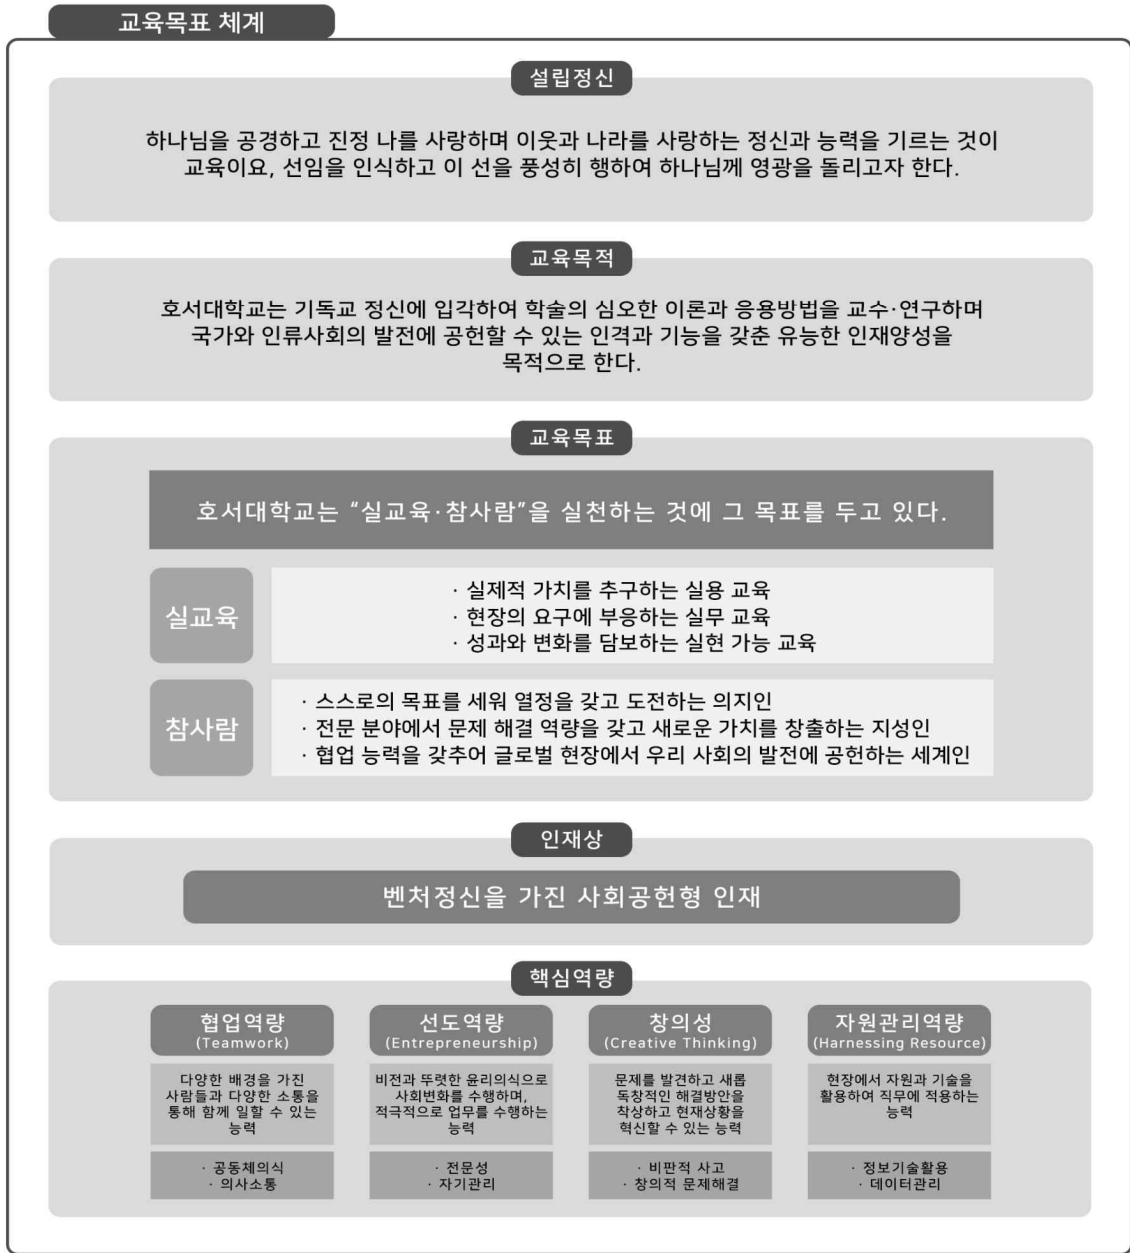 교육목표 체계
설립정신
하나님을 공경하고 진정 나를 사랑하며 이웃과 나라를 사랑하는 정신과 능력을 기르는 것이
교육이요, 선임을 인식하고 이 선을 풍성히 행하여 하나님께 영광을 돌리고자 한다.
교육목적
호서대학교는 기독교 정신에 입각하여 학술의 심오한 이론과 응용방법을 교수·연구하며
국가와 인류사회의 발전에 공헌할 수 있는 인격과 기능을 갖춘 유능한 인재양성을
목적으로 한다.
교육목표
호서대학교는 “실교육·참사람”을 실천하는 것에 그 목표를 두고 있다.
실교육
· 실제적 가치를 추구하는 실용 교육
· 현장의 요구에 부응하는 실무 교육
· 성과와 변화를 담보하는 실현 가능 교육
참사람
· 스스로의 목표를 세워 열정을 갖고 도전하는 의지인
· 전문 분야에서 문제 해결 역량을 갖고 새로운 가치를 창출하는 지성인
· 협업 능력을 갖추어 글로벌 현장에서 우리 사회의 발전에 공헌하는 세계인
인재상
벤처정신을 가진 사회공헌형 인재
핵심역량
협업역량
(Teamwork)
다양한 배경을 가진
사람들과 다양한 소통을
통해 함께 일할 수 있는
능력
· 공동체의식
· 의사소통
선도역량
(Entrepreneurship)
비전과 뚜렷한 윤리의식으로
사회변화를 수행하며,
적극적으로 업무를 수행하는
능력
· 전문성
· 자기관리
창의성
(Creative Thinking)
문제를 발견하고 새롭
독창적인 해결방안을
착상하고 현재상황을
혁신할 수 있는 능력
· 비판적 사고
· 창의적 문제해결
자원관리역량
(Harnessing Resource)
현장에서 자원과 기술을
활용하여 직무에 적용하는
능력
· 정보기술활용
· 데이터관리